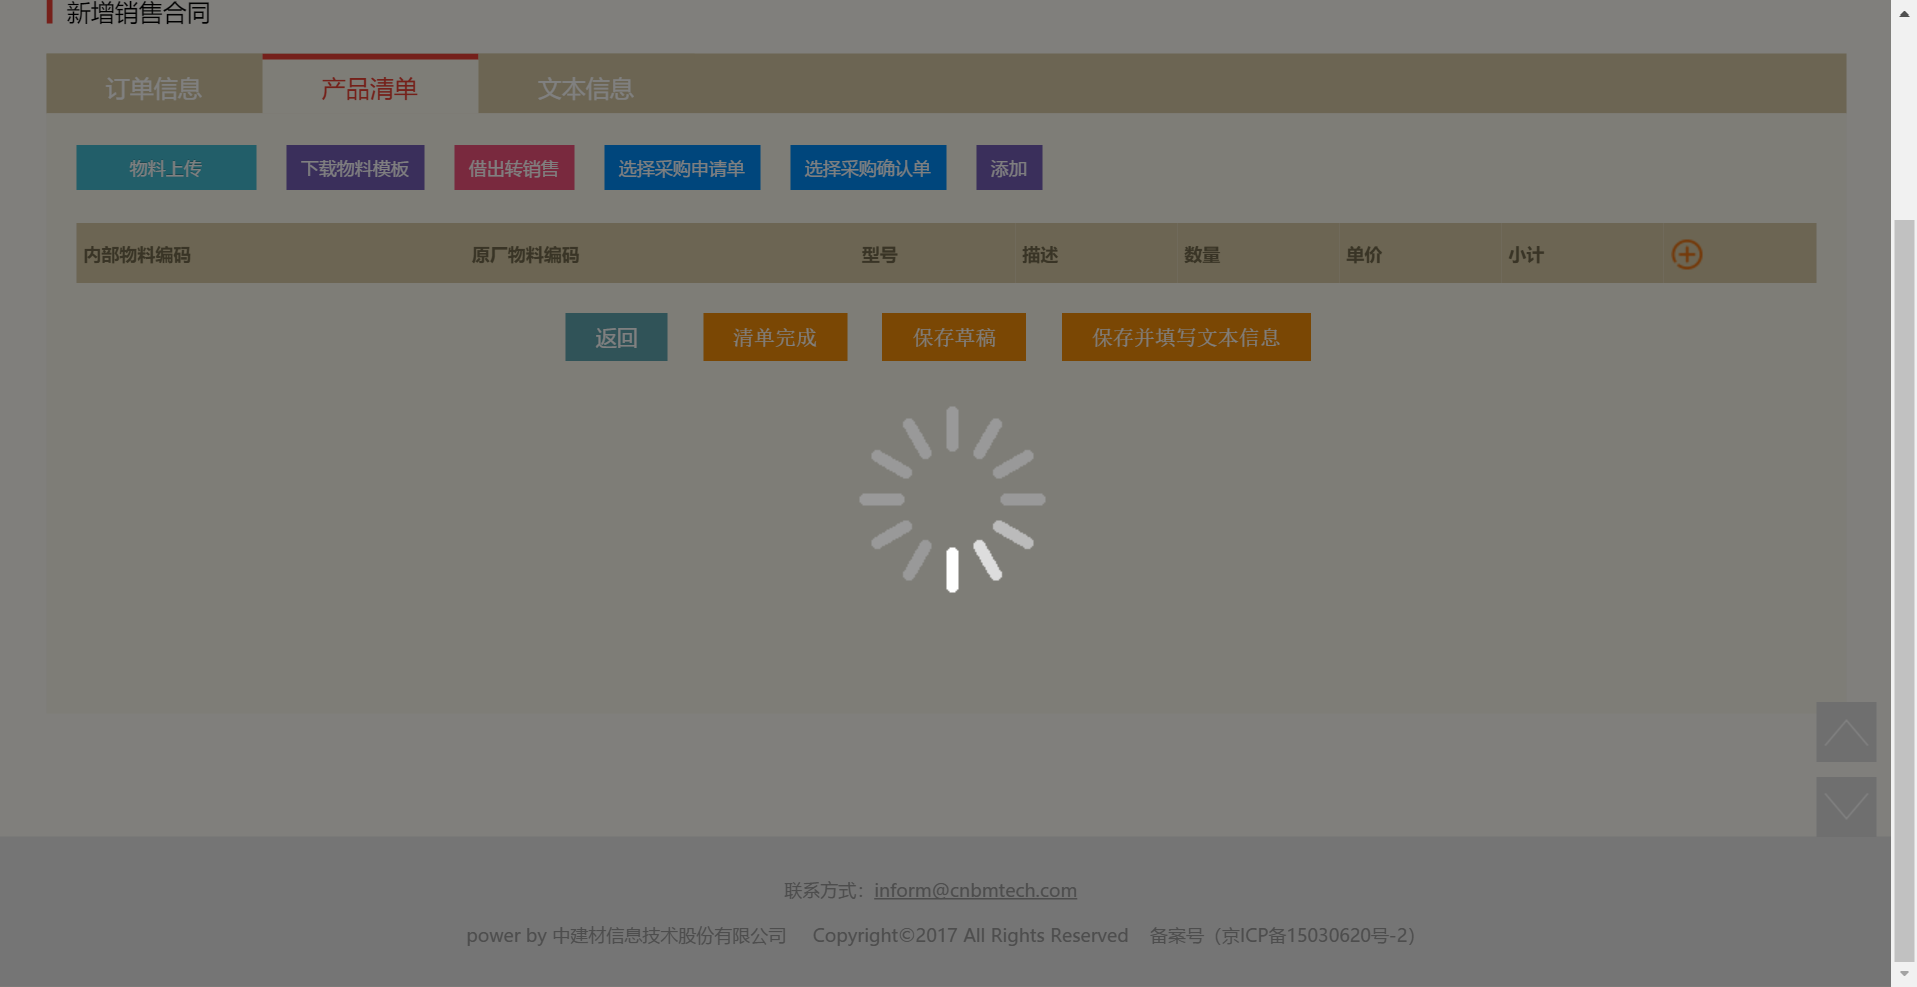 新增销售合同
订单信息 产品清单 文本信息
物料上传 下载物料模板 借出转销售 选择采购申请单 选择采购确认单 添加
内部物料编码 原厂物料编码 型号 描述 数量 单价 小计
返回 清单完成 保存草稿 保存并填写文本信息
联系方式：inform@cnbmtech.com
power by 中建材信息技术股份有限公司 Copyright©2017 All Rights Reserved 备案号（京ICP备15030620号-2）